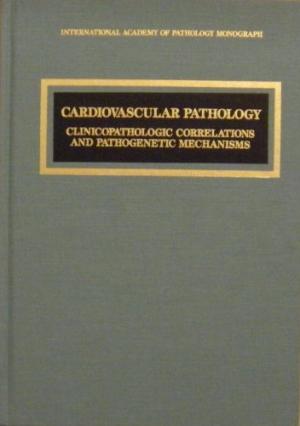 INTERNATIONAL ACADEMY OF PATHOLOGY MONOGRAPH
CARDIOVASCULAR PATHOLOGY
CLINICOPATHOLOGIC CORRELATIONS
AND PATHOGENETIC MECHANISMS